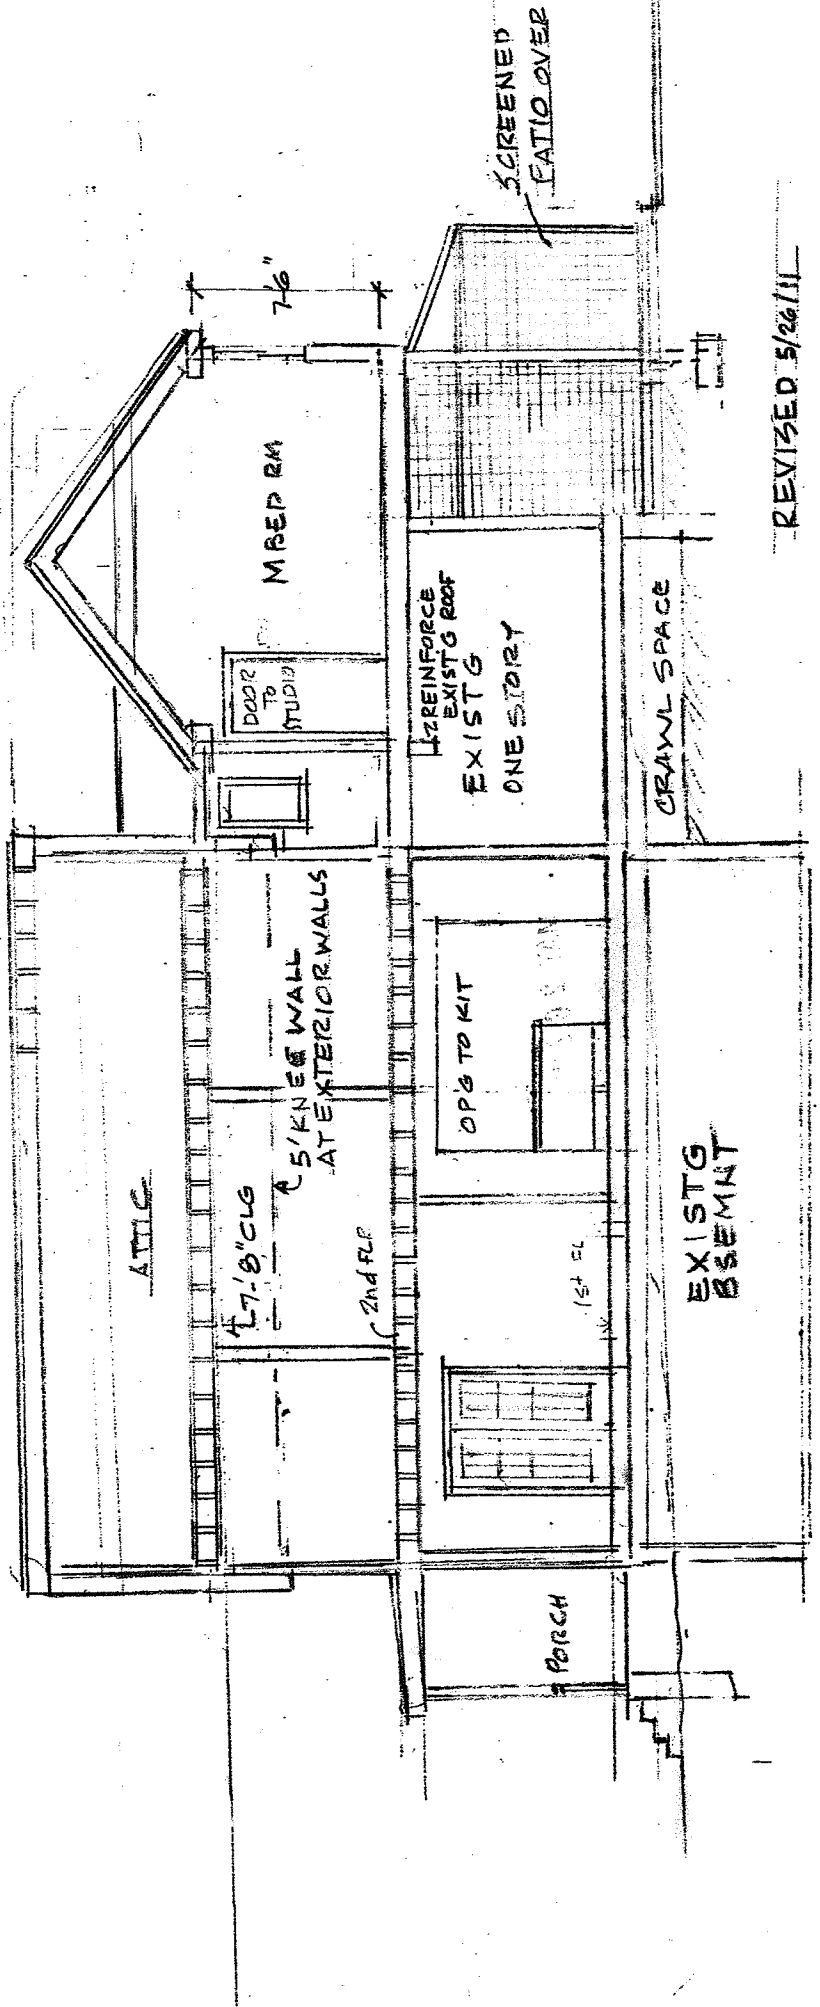 SCREENED
PATIO OVER
7'6"
M BED RM
DOOR
TO
STUDIO
REINFORCE
EXIST'G ROOF
EXIST'G
ONE STORY
CRAWL SPACE
REVISED 5/26/11
ATTIC
7'-8" CLG
5' KNEE WALL
AT EXTERIOR WALLS
2nd FLR
OP'G TO KIT
1st FL
EXISTG
BSEMNT
PORCH